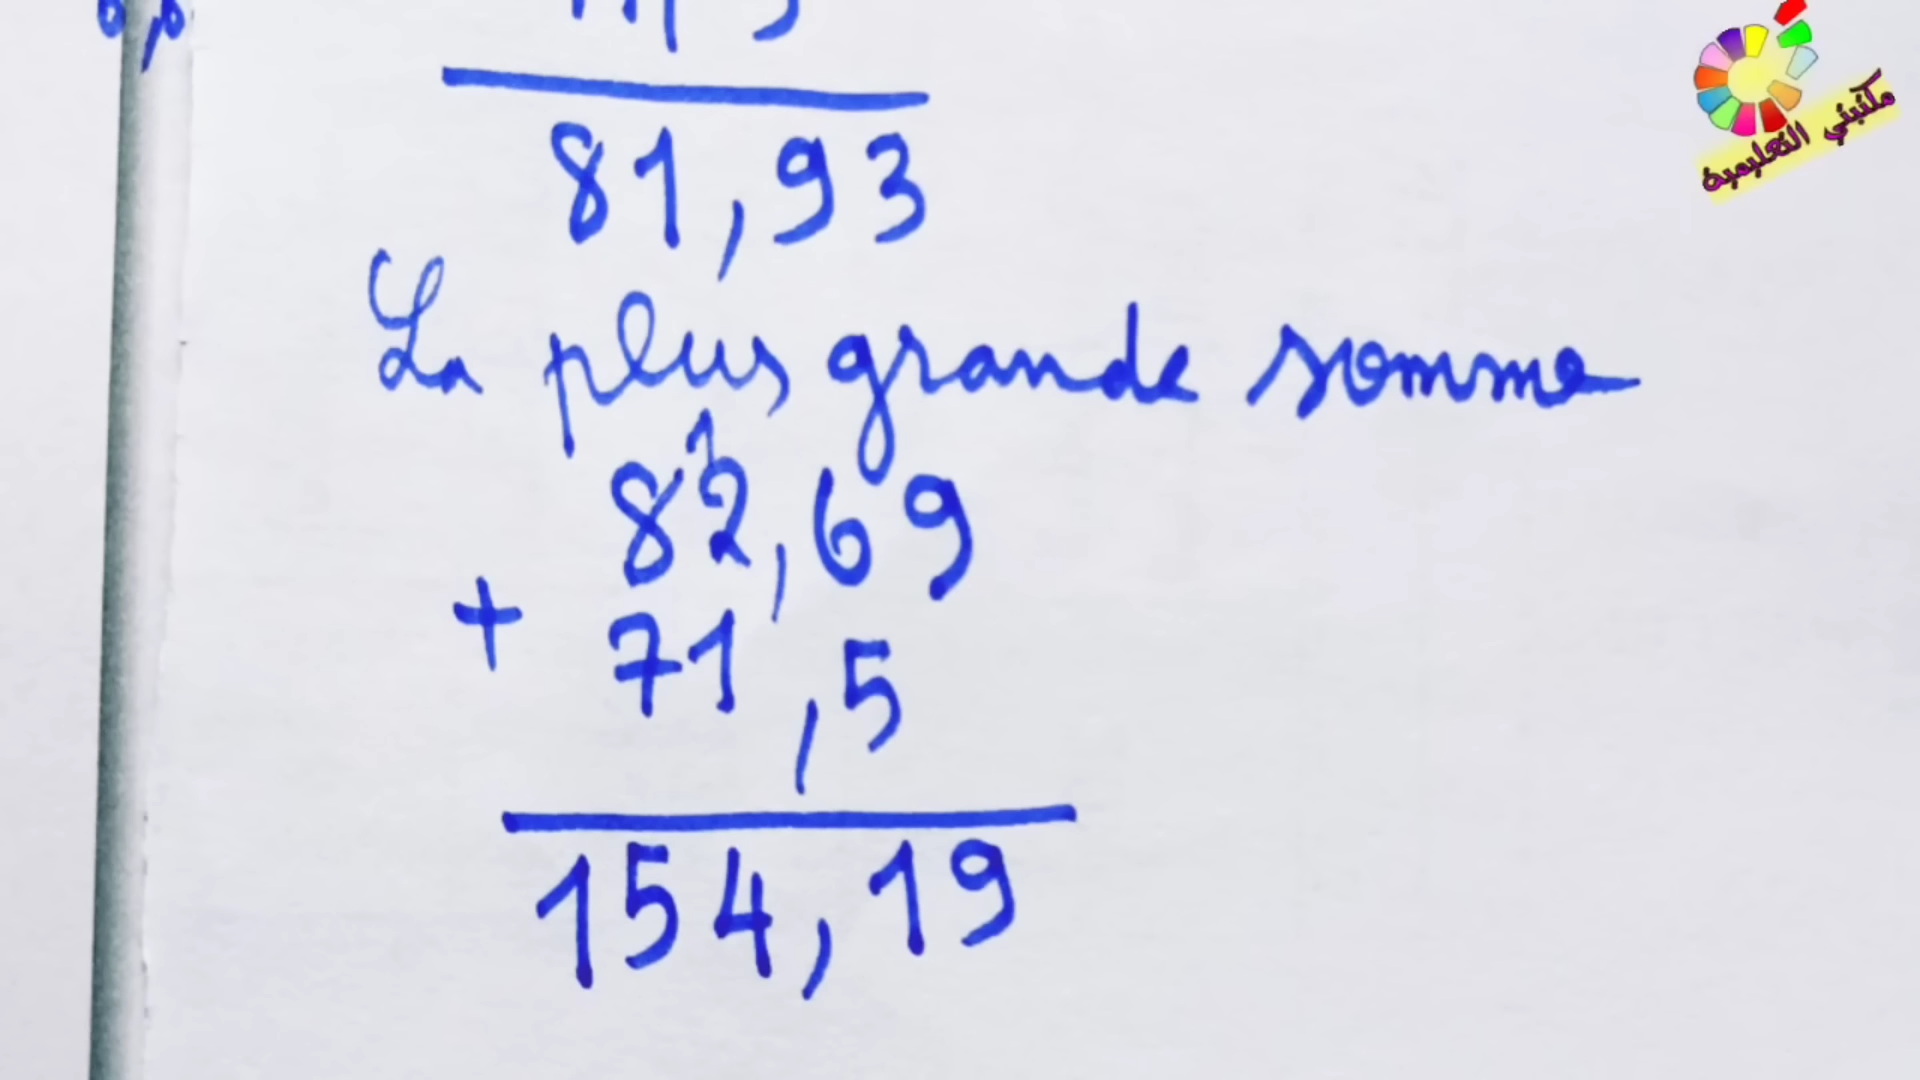 81,93
La plus grande somme
1
82,69
+ 71,5
154,19
مكتبتي التعليمية